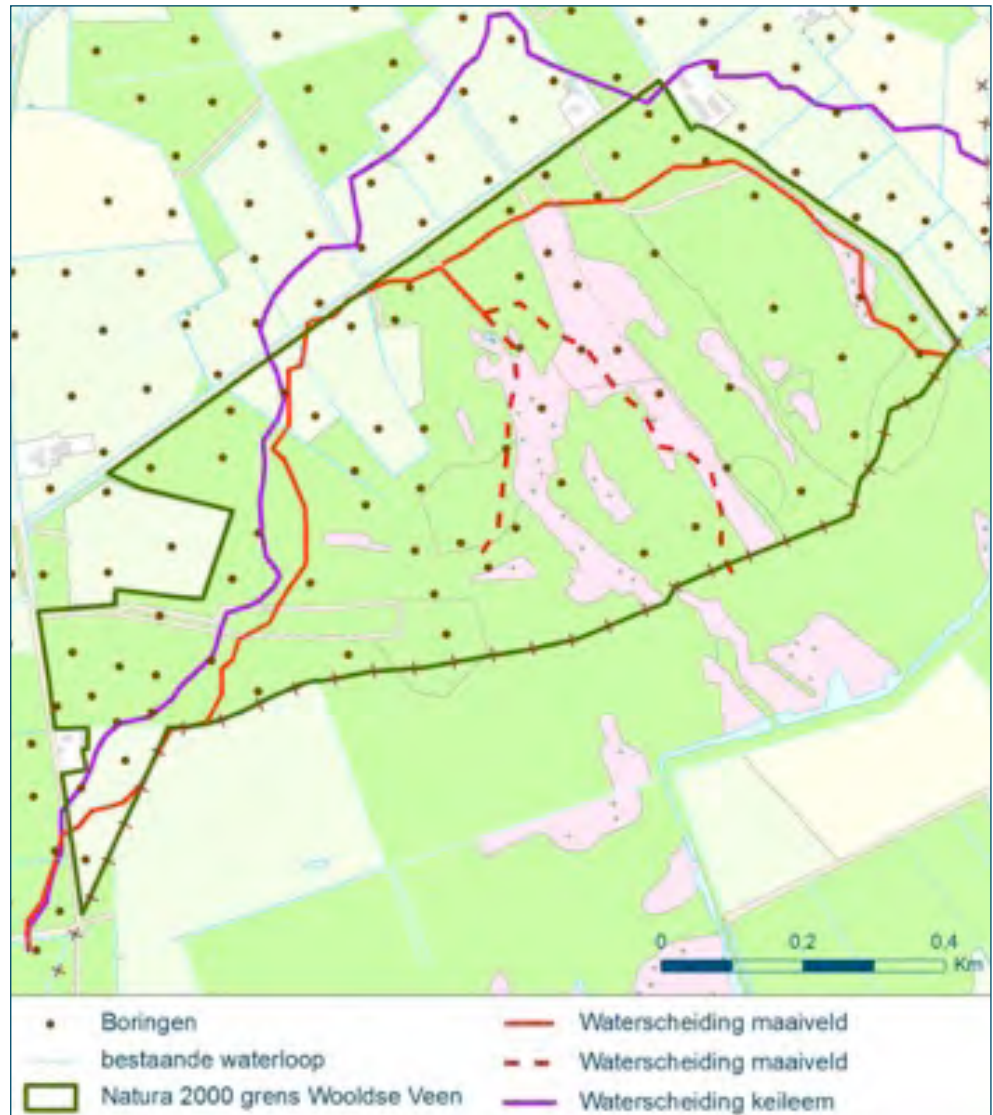 0 0.2 0.4
Km
Boringen
bestaande waterloop
Natura 2000 grens Wooldse Veen
Waterscheiding maaiveld
Waterscheiding maaiveld
Waterscheiding keileem